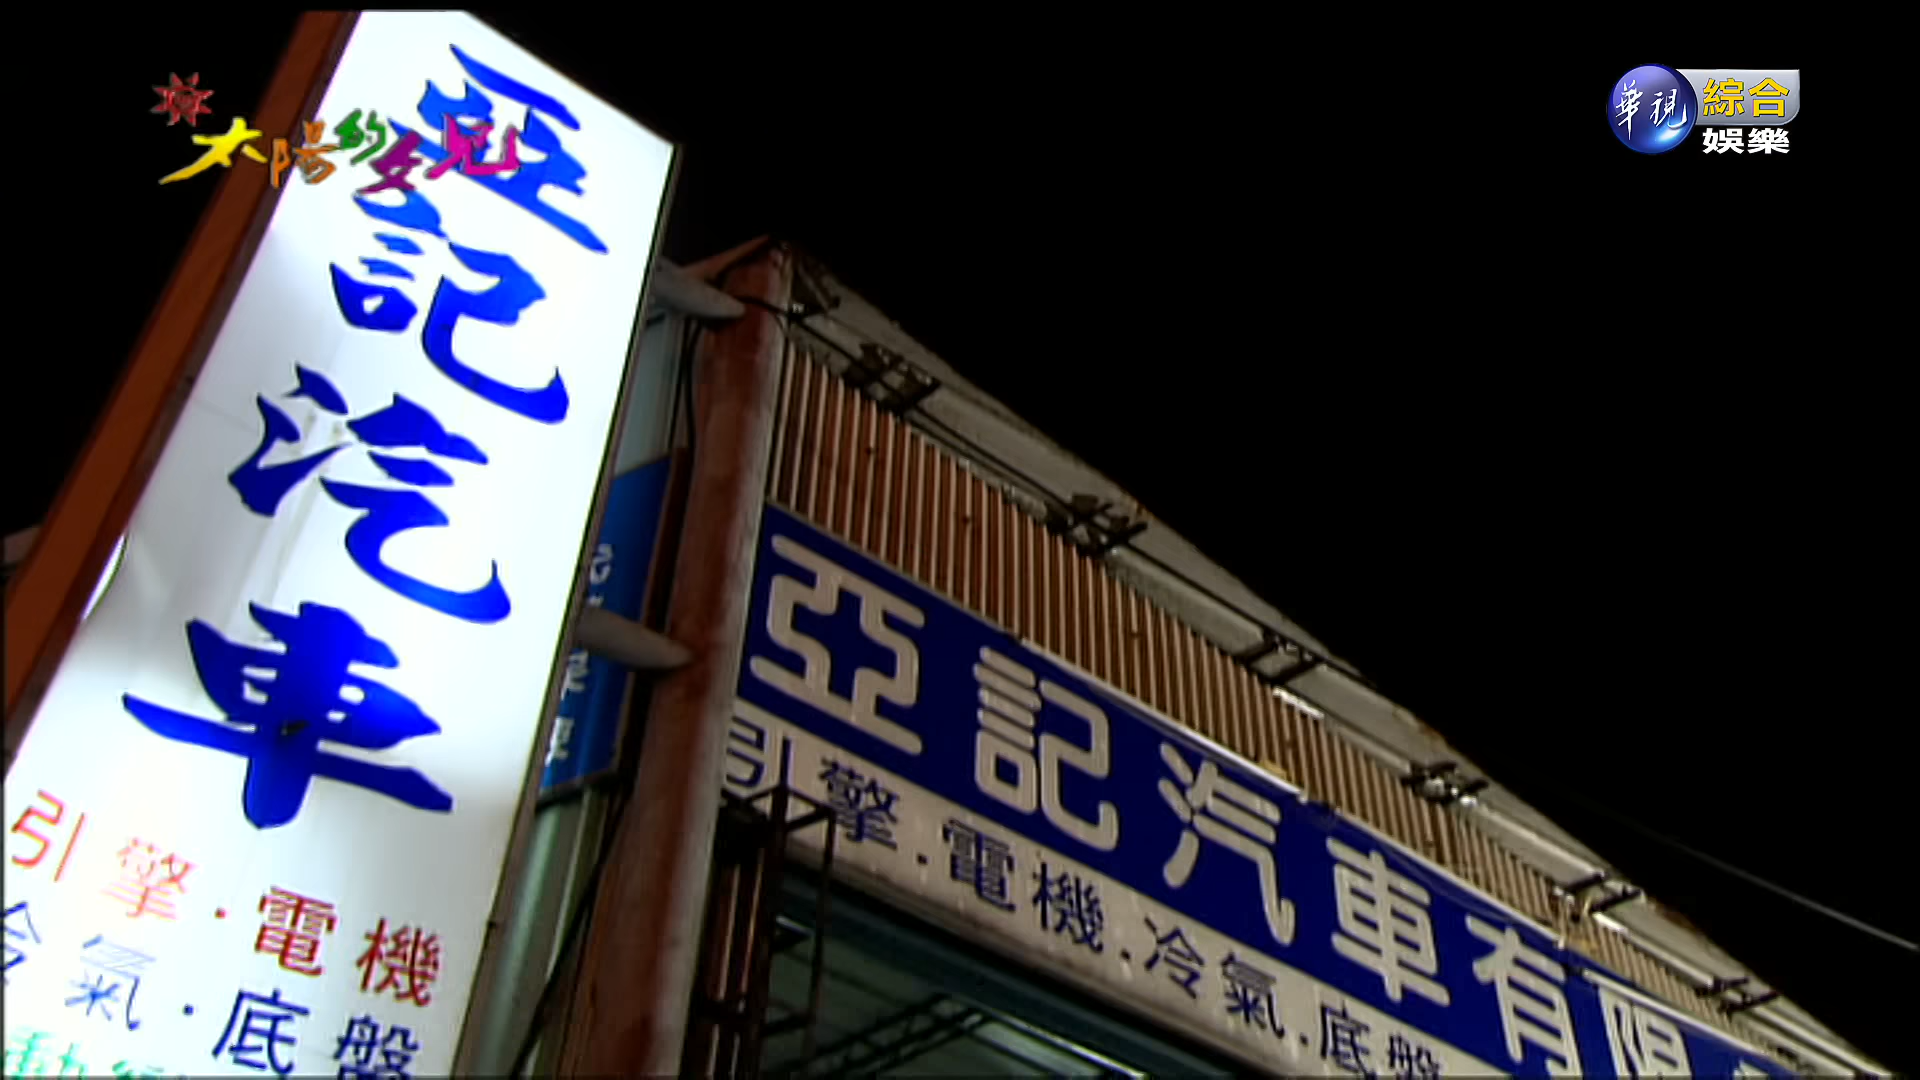 太陽的女兒
華視
綜合
娛樂
亞記汽車
引擎.電機
冷氣.底盤
亞記汽車有限
引擎.電機.冷氣.底盤